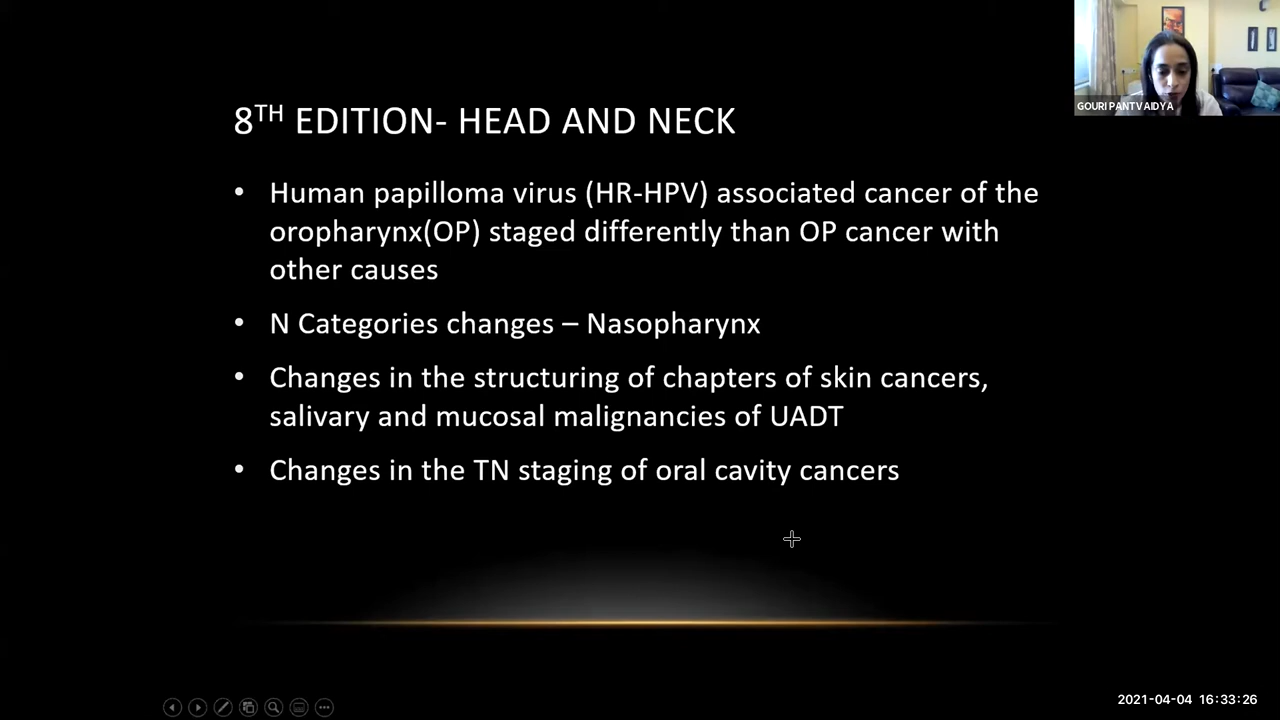 8TH EDITION- HEAD AND NECK
• Human papilloma virus (HR-HPV) associated cancer of the
oropharynx(OP) staged differently than OP cancer with
other causes
• N Categories changes – Nasopharynx
• Changes in the structuring of chapters of skin cancers,
salivary and mucosal malignancies of UADT
• Changes in the TN staging of oral cavity cancers
GOURI PANTVAIDYA
2021-04-04 16:33:26